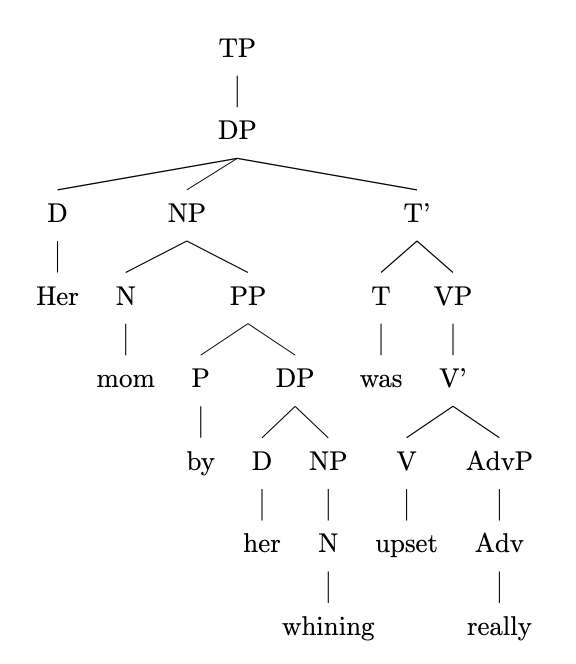 TP
DP
D NP T'
Her N PP T VP
mom P DP was V'
by D NP V AdvP
her N upset Adv
whining really